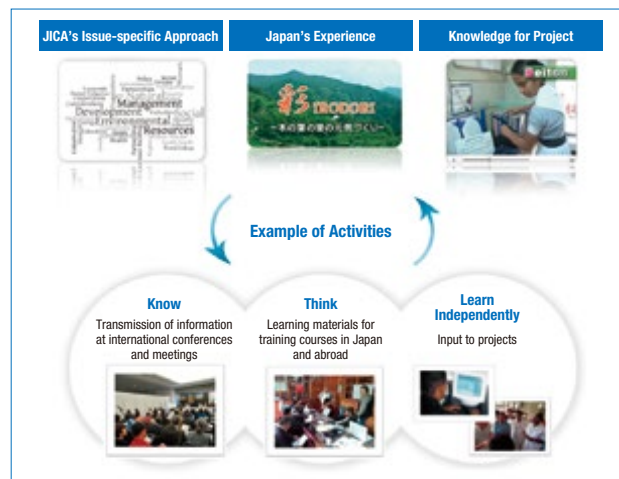 JICA's Issue-specific Approach
Japan's Experience
Knowledge for Project
Management
Development
Environmental
Resources
彩 IRODORI
Seiton
Example of Activities
Know
Transmission of information
at international conferences
and meetings
Think
Learning materials for
training courses in Japan
and abroad
Learn
Independently
Input to projects